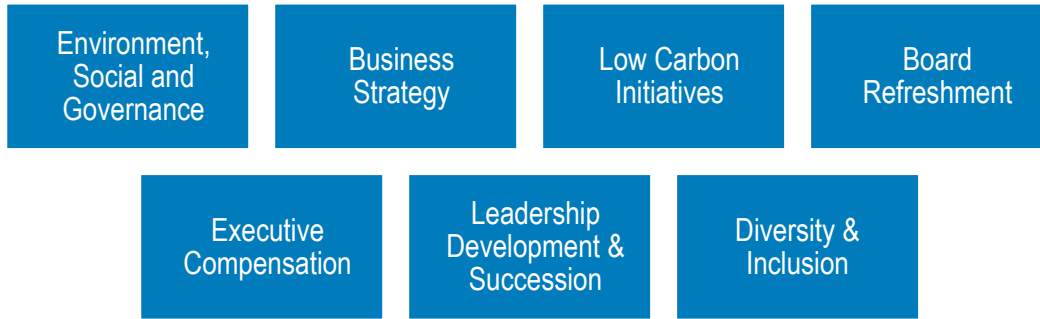 Environment,
Social and
Governance
Business
Strategy
Low Carbon
Initiatives
Board
Refreshment
Executive
Compensation
Leadership
Development &
Succession
Diversity &
Inclusion